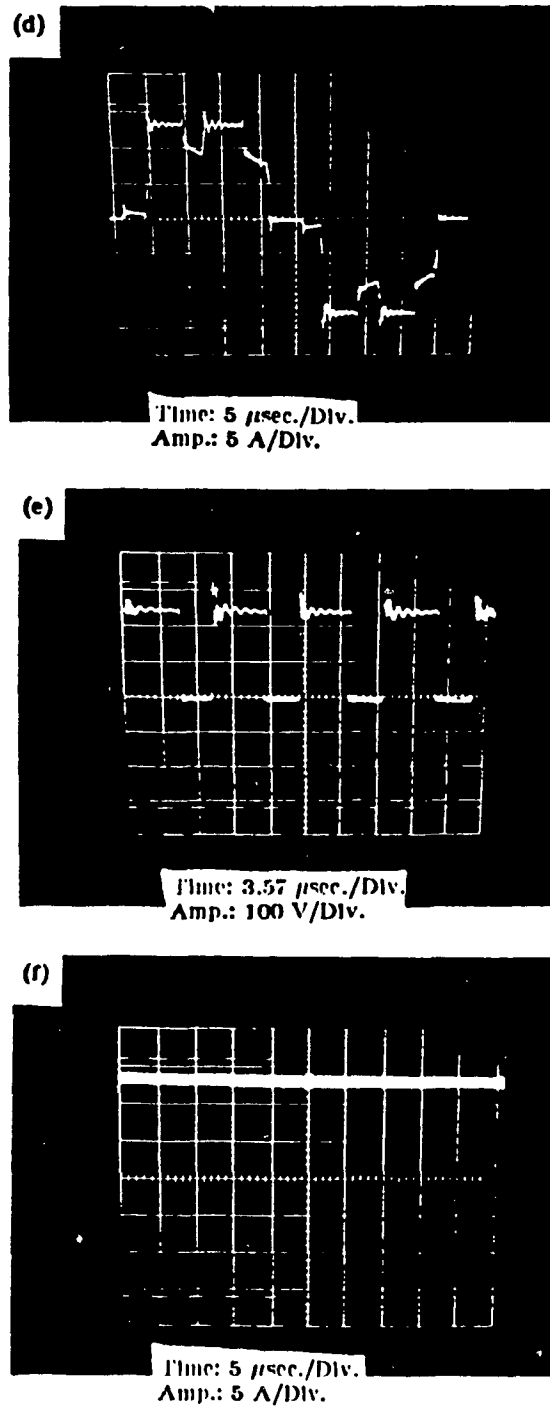 (d)
Time: 5 μsec./Div.
Amp.: 5 A/Div.
(e)
Time: 3.57 μsec./Div.
Amp.: 100 V/Div.
(f)
Time: 5 μsec./Div.
Amp.: 5 A/Div.